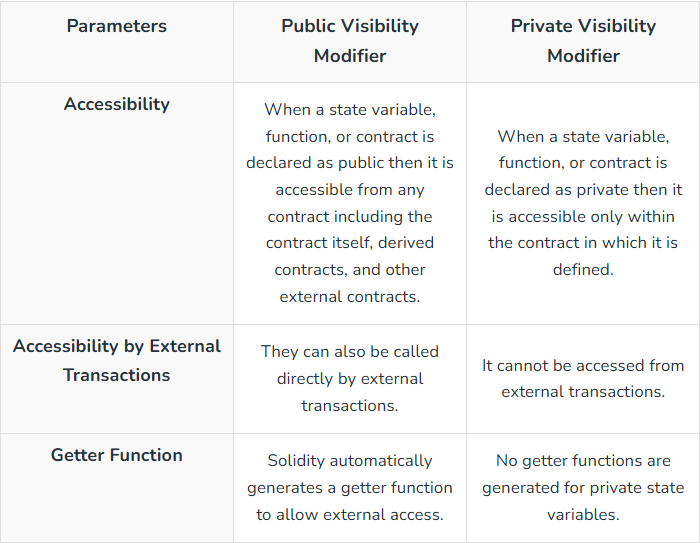 Parameters
Public Visibility
Modifier
Private Visibility
Modifier
Accessibility
When a state variable,
function, or contract is
declared as public then it is
accessible from any
contract including the
contract itself, derived
contracts, and other
external contracts.
When a state variable,
function, or contract is
declared as private then it
is accessible only within
the contract in which it is
defined.
Accessibility by External
Transactions
They can also be called
directly by external
transactions.
It cannot be accessed from
external transactions.
Getter Function
Solidity automatically
generates a getter function
to allow external access.
No getter functions are
generated for private state
variables.